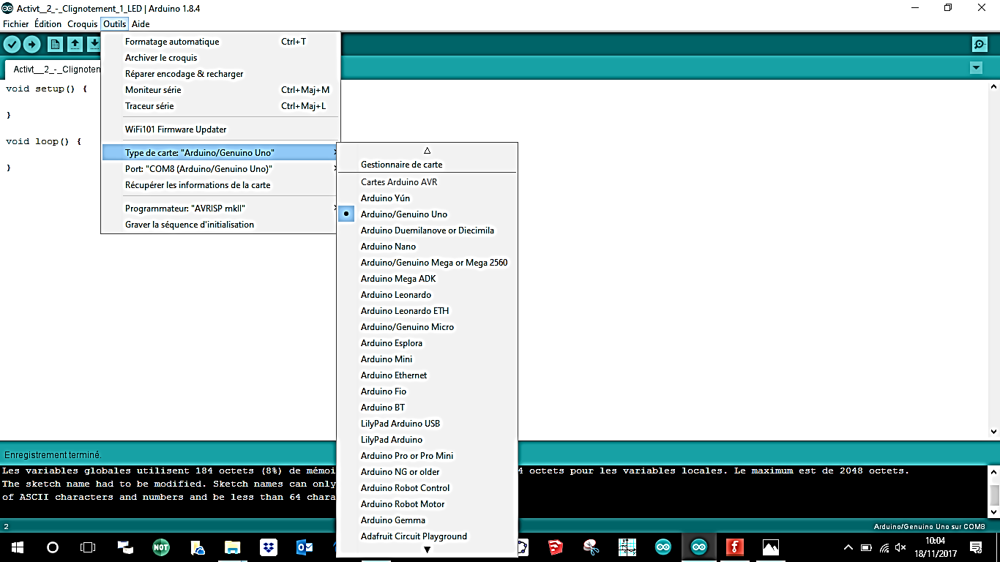 Activt__2_-_Clignotement_1_LED | Arduino 1.8.4
Fichier Édition Croquis Outils Aide
Activt__2_-_Clignoten
void setup() {
}
void loop() {
}
Formatage automatique Ctrl+T
Archiver le croquis
Réparer encodage & recharger
Moniteur série Ctrl+Maj+M
Traceur série Ctrl+Maj+L
WiFi101 Firmware Updater
Type de carte: "Arduino/Genuino Uno"
Port: "COM8 (Arduino/Genuino Uno)"
Récupérer les informations de la carte
Programmateur: "AVRISP mkII"
Graver la séquence d'initialisation
Gestionnaire de carte
Cartes Arduino AVR
Arduino Yún
Arduino/Genuino Uno
Arduino Duemilanove or Diecimila
Arduino Nano
Arduino/Genuino Mega or Mega 2560
Arduino Mega ADK
Arduino Leonardo
Arduino Leonardo ETH
Arduino/Genuino Micro
Arduino Esplora
Arduino Mini
Arduino Ethernet
Arduino Fio
Arduino BT
LilyPad Arduino USB
LilyPad Arduino
Arduino Pro or Pro Mini
Arduino NG or older
Arduino Robot Control
Arduino Robot Motor
Arduino Gemma
Adafruit Circuit Playground
Enregistrement terminé.
Les variables globales utilisent 184 octets (8%) de mémoi 4 octets pour les variables locales. Le maximum est de 2048 octets.
The sketch name had to be modified. Sketch names can only
of ASCII characters and numbers and be less than 64 chara
2 Arduino/Genuino Uno sur COM8
NOT
10:04
18/11/2017